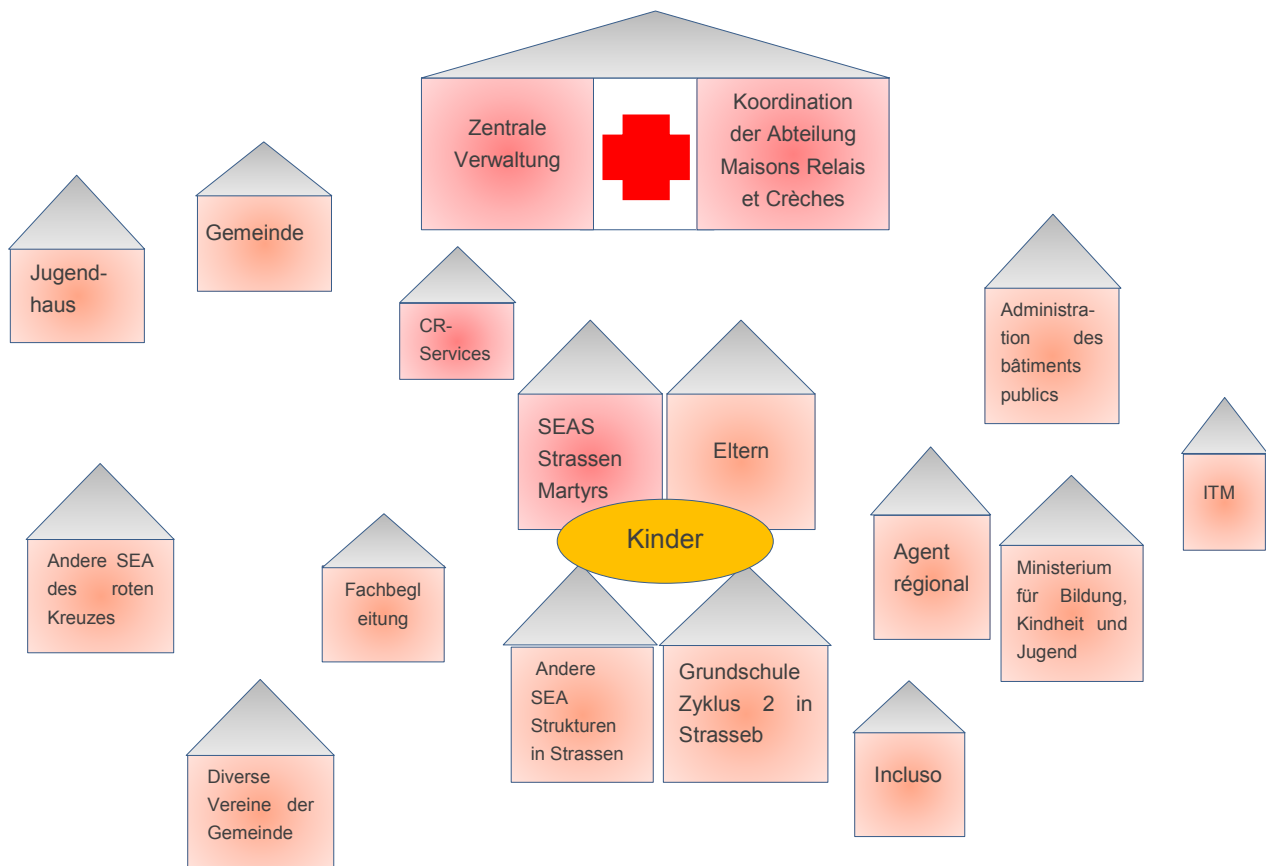 Zentrale
Verwaltung
Koordination
der Abteilung
Maisons Relais
et Crèches
Gemeinde
Jugend-
haus
CR-
Services
Administra-
tion des
bâtiments
publics
SEAS
Strassen
Martyrs
Eltern
ITM
Kinder
Andere SEA
des roten
Kreuzes
Fachbegl
eitung
Agent
régional
Ministerium
für Bildung,
Kindheit und
Jugend
Andere
SEA
Strukturen
in Strassen
Grundschule
Zyklus 2 in
Strasseb
Incluso
Diverse
Vereine der
Gemeinde